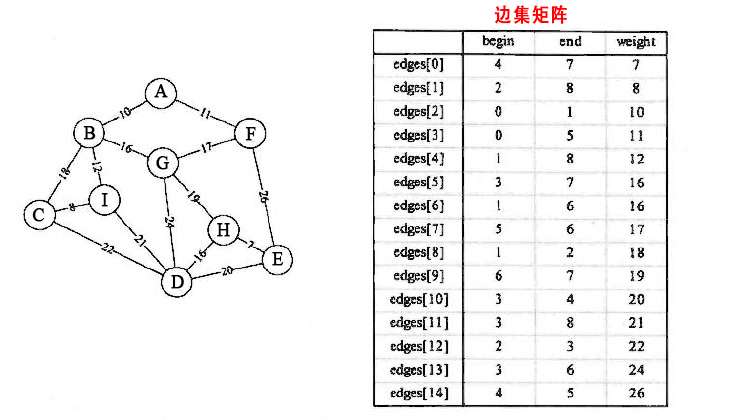 边集矩阵
begin end weight
edges[0] 4 7 7
edges[1] 2 8 8
edges[2] 0 1 10
edges[3] 0 5 11
edges[4] 1 8 12
edges[5] 3 7 16
edges[6] 1 6 16
edges[7] 5 6 17
edges[8] 1 2 18
edges[9] 6 7 19
edges[10] 3 4 20
edges[11] 3 8 21
edges[12] 2 3 22
edges[13] 3 6 24
edges[14] 4 5 26
A
10
11
B
F
16
17
G
18
12
19
26
I
8
C
24
H
21
7
22
16
E
20
D